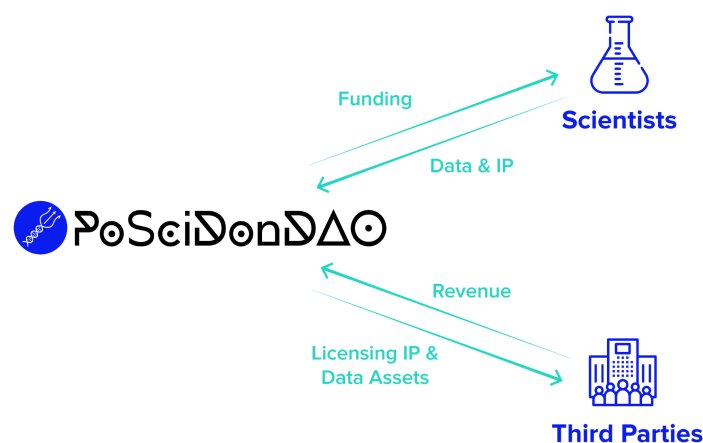 Funding
Scientists
Data & IP
PoSciDonDAO
Revenue
Licensing IP &
Data Assets
Third Parties